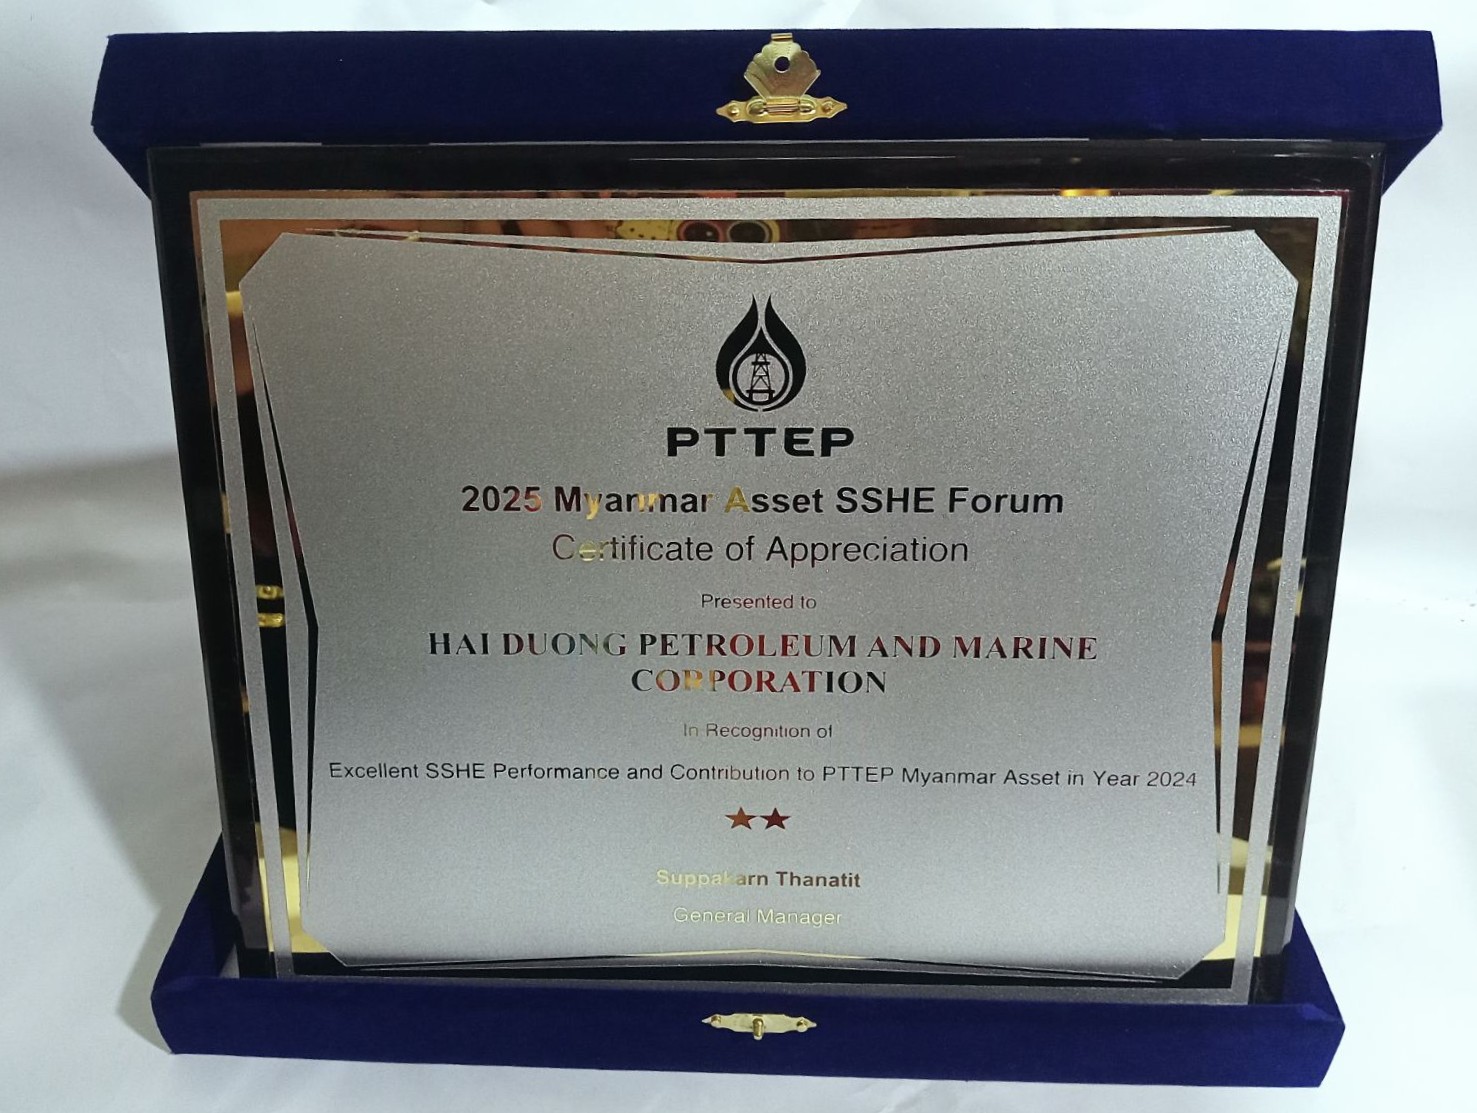 PTTEP
2025 Myanmar Asset SSHE Forum
Certificate of Appreciation
Presented to
HAI DUONG PETROLEUM AND MARINE
CORPORATION
In Recognition of
Excellent SSHE Performance and Contribution to PTTEP Myanmar Asset in Year 2024
Suppakarn Thanatit
General Manager